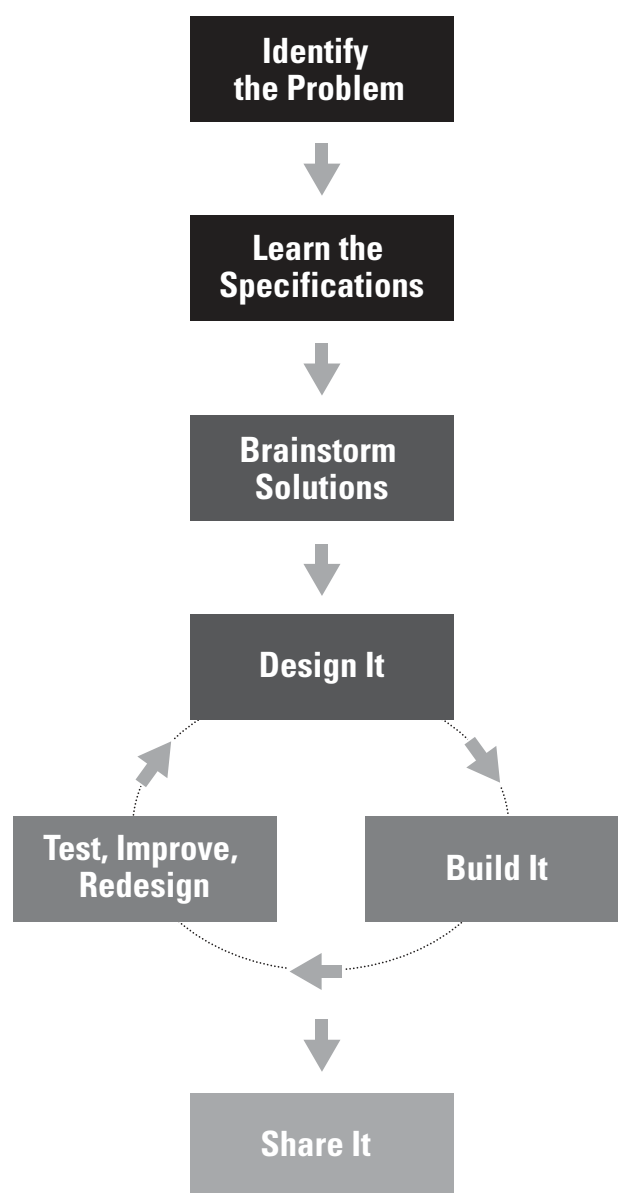 Identify
the Problem
Learn the
Specifications
Brainstorm
Solutions
Design It
Test, Improve,
Redesign
Build It
Share It